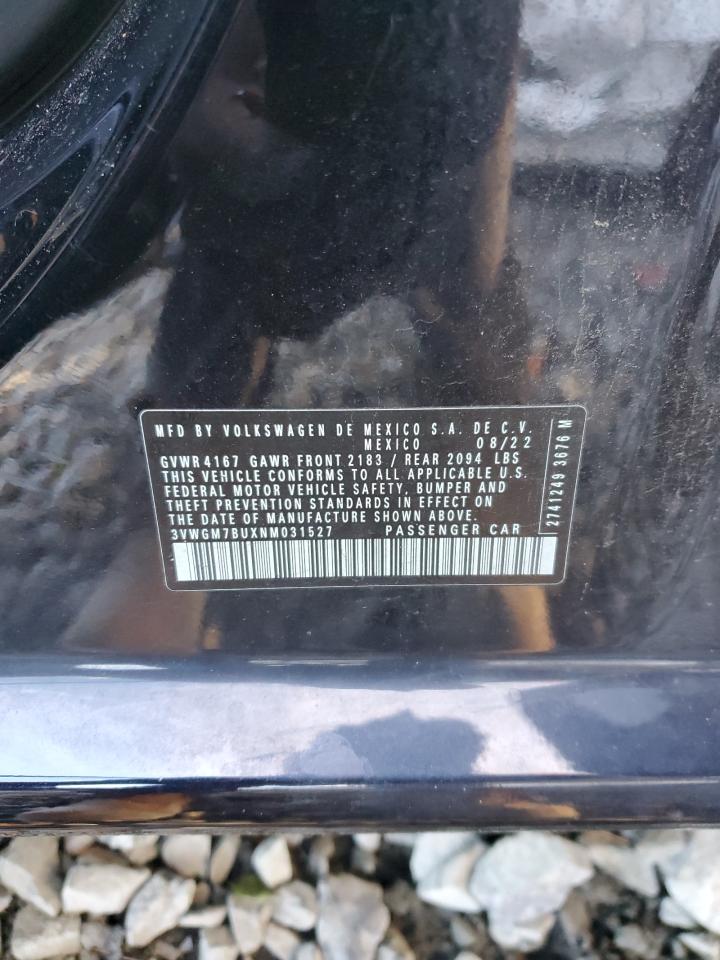 MFD BY VOLKSWAGEN DE MEXICO S.A. DE C.V.
MEXICO 08/22
GVWR 4167 GAWR FRONT 2183 / REAR 2094 LBS
THIS VEHICLE CONFORMS TO ALL APPLICABLE U.S.
FEDERAL MOTOR VEHICLE SAFETY, BUMPER AND
THEFT PREVENTION STANDARDS IN EFFECT ON
THE DATE OF MANUFACTURE SHOWN ABOVE.
3VWGM7BUXNM031527 PASSENGER CAR
2741249 3676 M